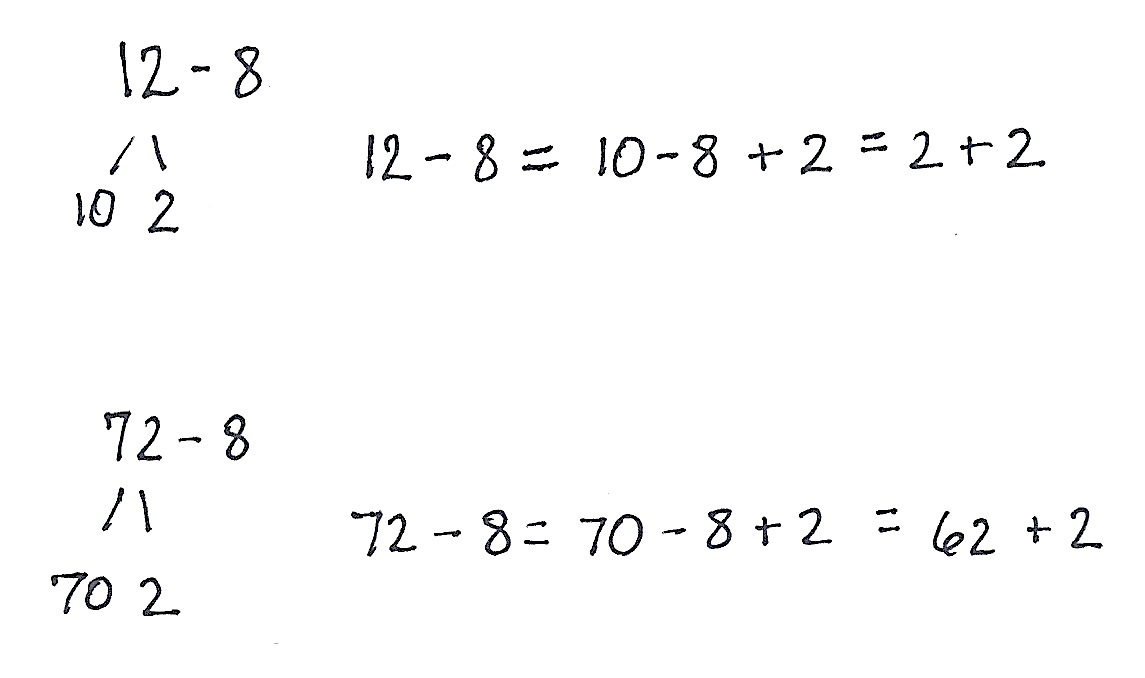 12 - 8
/ \
10 2
12 - 8 = 10 - 8 + 2 = 2 + 2
72 - 8
/ \
70 2
72 - 8 = 70 - 8 + 2 = 62 + 2